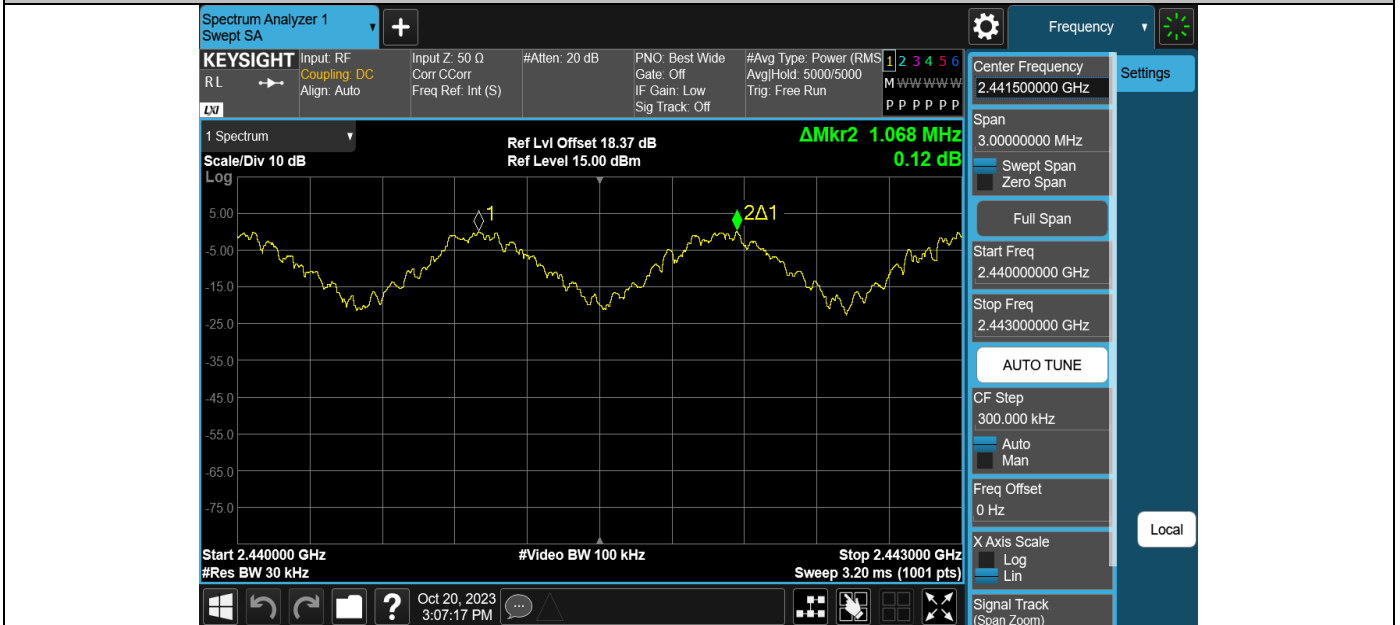 Spectrum Analyzer 1
Swept SA
+
Frequency
KEYSIGHT
RL
LXI
Input: RF
Coupling: DC
Align: Auto
Input Z: 50 Ω
Corr CCorr
Freq Ref: Int (S)
#Atten: 20 dB
PNO: Best Wide
Gate: Off
IF Gain: Low
Sig Track: Off
#Avg Type: Power (RMS
Avg|Hold: 5000/5000
Trig: Free Run
1 2 3 4 5 6
M W W W W W
P P P P P P
1 Spectrum
Scale/Div 10 dB
Log
Ref Lvl Offset 18.37 dB
Ref Level 15.00 dBm
ΔMkr2 1.068 MHz
0.12 dB
1
2Δ1
5.00
-5.00
-15.0
-25.0
-35.0
-45.0
-55.0
-65.0
-75.0
Start 2.440000 GHz
#Res BW 30 kHz
#Video BW 100 kHz
Stop 2.443000 GHz
Sweep 3.20 ms (1001 pts)
?
Oct 20, 2023
3:07:17 PM
Center Frequency
2.441500000 GHz
Settings
Span
3.00000000 MHz
Swept Span
Zero Span
Full Span
Start Freq
2.440000000 GHz
Stop Freq
2.443000000 GHz
AUTO TUNE
CF Step
300.000 kHz
Auto
Man
Freq Offset
0 Hz
X Axis Scale
Log
Lin
Local
Signal Track
(Span Zoom)